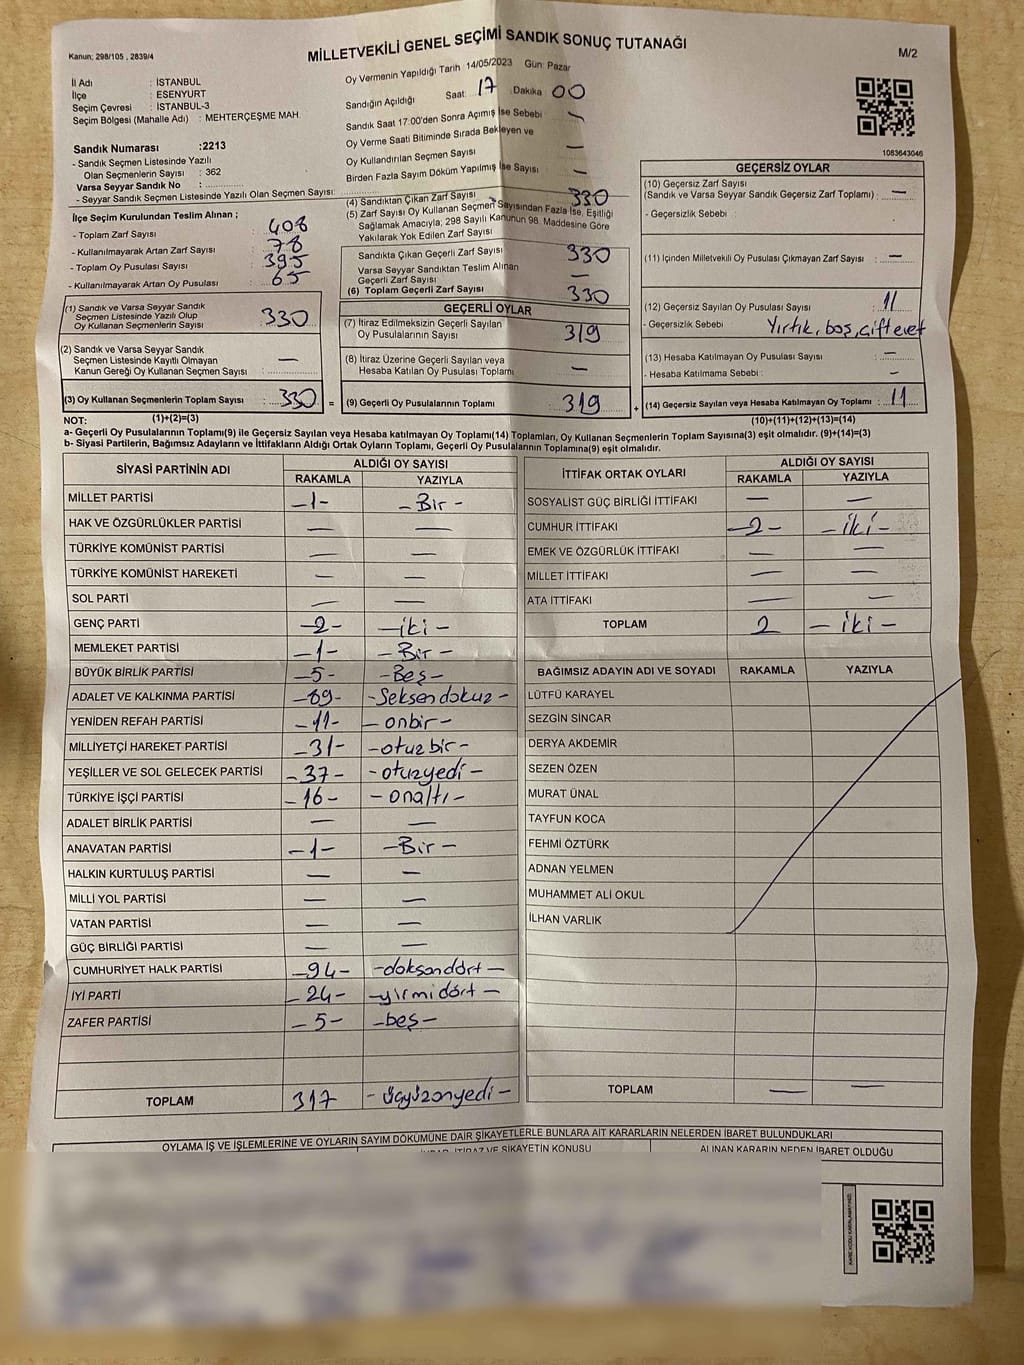 Kanun: 298/105 , 2839/4
MİLLETVEKİLİ GENEL SEÇİMİ SANDIK SONUÇ TUTANAĞI
M/2
İl Adı : İSTANBUL
İlçe : ESENYURT
Seçim Çevresi : İSTANBUL-3
Seçim Bölgesi (Mahalle Adı) : MEHTERÇEŞME MAH
Sandık Numarası :2213
- Sandık Seçmen Listesinde Yazılı
Olan Seçmenlerin Sayısı : 362
Varsa Seyyar Sandık No :
- Seyyar Sandık Seçmen Listesinde Yazılı Olan Seçmen Sayısı:
Oy Vermenin Yapıldığı Tarih 14/05/2023 Gün: Pazar
Sandığın Açıldığı Saat: 17 Dakika 00
Sandık Saat 17:00'den Sonra Açımış İse Sebebi —
Oy Verme Saati Bitiminde Sırada Bekleyen ve
Oy Kullandırılan Seçmen Sayısı —
Birden Fazla Sayım Döküm Yapılmış İse Sayısı —
1083643046
İlçe Seçim Kurulundan Teslim Alınan ;
- Toplam Zarf Sayısı : 408
- Kullanılmayarak Artan Zarf Sayısı : 78
- Toplam Oy Pusulası Sayısı : 395
- Kullanılmayarak Artan Oy Pusulası : 65
(4) Sandıktan Çıkan Zarf Sayısı 330
(5) Zarf Sayısı Oy Kullanan Seçmen Sayısından Fazla İse, Eşitliği
Sağlamak Amacıyla, 298 Sayılı Kanunun 98. Maddesine Göre
Yakılarak Yok Edilen Zarf Sayısı
Sandıkta Çıkan Geçerli Zarf Sayısı 330
Varsa Seyyar Sandıktan Teslim Alınan
Geçerli Zarf Sayısı —
(6) Toplam Geçerli Zarf Sayısı 330
(1) Sandık ve Varsa Seyyar Sandık
Seçmen Listesinde Yazılı Olup
Oy Kullanan Seçmenlerin Sayısı : 330
(2) Sandık ve Varsa Seyyar Sandık
Seçmen Listesinde Kayıtlı Olmayan
Kanun Gereği Oy Kullanan Seçmen Sayısı : —
(3) Oy Kullanan Seçmenlerin Toplam Sayısı : 330 =
GEÇERLİ OYLAR
(7) İtiraz Edilmeksizin Geçerli Sayılan
Oy Pusulalarının Sayısı 319
(8) İtiraz Üzerine Geçerli Sayılan veya
Hesaba Katılan Oy Pusulası Toplamı —
(9) Geçerli Oy Pusulalarının Toplamı 319 +
GEÇERSİZ OYLAR
(10) Geçersiz Zarf Sayısı
(Sandık ve Varsa Seyyar Sandık Geçersiz Zarf Toplamı) : —
- Geçersizlik Sebebi
(11) İçinden Milletvekili Oy Pusulası Çıkmayan Zarf Sayısı : —
(12) Geçersiz Sayılan Oy Pusulası Sayısı : 11
- Geçersizlik Sebebi : Yırtık, boş, çift evet
(13) Hesaba Katılmayan Oy Pusulası Sayısı : —
- Hesaba Katılmama Sebebi : —
(14) Geçersiz Sayılan veya Hesaba Katılmayan Oy Toplamı : 11
NOT: (1)+(2)=(3) (10)+(11)+(12)+(13)=(14)
a- Geçerli Oy Pusulalarının Toplamı(9) ile Geçersiz Sayılan veya Hesaba katılmayan Oy Toplamı(14) Toplamları, Oy Kullanan Seçmenlerin Toplam Sayısına(3) eşit olmalıdır. (9)+(14)=(3)
b- Siyasi Partilerin, Bağımsız Adayların ve İttifakların Aldığı Ortak Oyların Toplamı, Geçerli Oy Pusulalarının Toplamına(9) eşit olmalıdır.
SİYASİ PARTİNİN ADI ALDIĞI OY SAYISI
RAKAMLA YAZIYLA
MİLLET PARTİSİ -1- -Bir-
HAK VE ÖZGÜRLÜKLER PARTİSİ — —
TÜRKİYE KOMÜNİST PARTİSİ — —
TÜRKİYE KOMÜNİST HAREKETİ — —
SOL PARTİ — —
GENÇ PARTİ -2- -iki-
MEMLEKET PARTİSİ -1- -Bir-
BÜYÜK BİRLİK PARTİSİ -5- -Beş-
ADALET VE KALKINMA PARTİSİ -89- -Seksendokuz-
YENİDEN REFAH PARTİSİ -11- -onbir-
MİLLİYETÇİ HAREKET PARTİSİ -31- -otuzbir-
YEŞİLLER VE SOL GELECEK PARTİSİ -37- -otuzyedi-
TÜRKİYE İŞÇİ PARTİSİ -16- -onaltı-
ADALET BİRLİK PARTİSİ — —
ANAVATAN PARTİSİ -1- -Bir-
HALKIN KURTULUŞ PARTİSİ — —
MİLLİ YOL PARTİSİ — —
VATAN PARTİSİ — —
GÜÇ BİRLİĞİ PARTİSİ — —
CUMHURİYET HALK PARTİSİ -94- -doksandört-
İYİ PARTİ -24- -yirmidört-
ZAFER PARTİSİ -5- -beş-
TOPLAM 317 -üçyüzonyedi-
İTTİFAK ORTAK OYLARI ALDIĞI OY SAYISI
RAKAMLA YAZIYLA
SOSYALİST GÜÇ BİRLİĞİ İTTİFAKI — —
CUMHUR İTTİFAKI -2- -iki-
EMEK VE ÖZGÜRLÜK İTTİFAKI — —
MİLLET İTTİFAKI — —
ATA İTTİFAKI — —
TOPLAM 2 -iki-
BAĞIMSIZ ADAYIN ADI VE SOYADI RAKAMLA YAZIYLA
LÜTFÜ KARAYEL
SEZGİN SİNCAR
DERYA AKDEMİR
SEZEN ÖZEN
MURAT ÜNAL
TAYFUN KOCA
FEHMİ ÖZTÜRK
ADNAN YELMEN
MUHAMMET ALİ OKUL
İLHAN VARLIK
TOPLAM — —
OYLAMA İŞ VE İŞLEMLERİNE VE OYLARIN SAYIM DÖKÜMÜNE DAİR ŞİKAYETLERLE BUNLARA AİT KARARLARIN NELERDEN İBARET BULUNDUKLARI
İTİRAZ VE ŞİKAYETİN KONUSU ALINAN KARARIN NEDEN İBARET OLDUĞU
KARE KODU KARALAMAYINIZ!